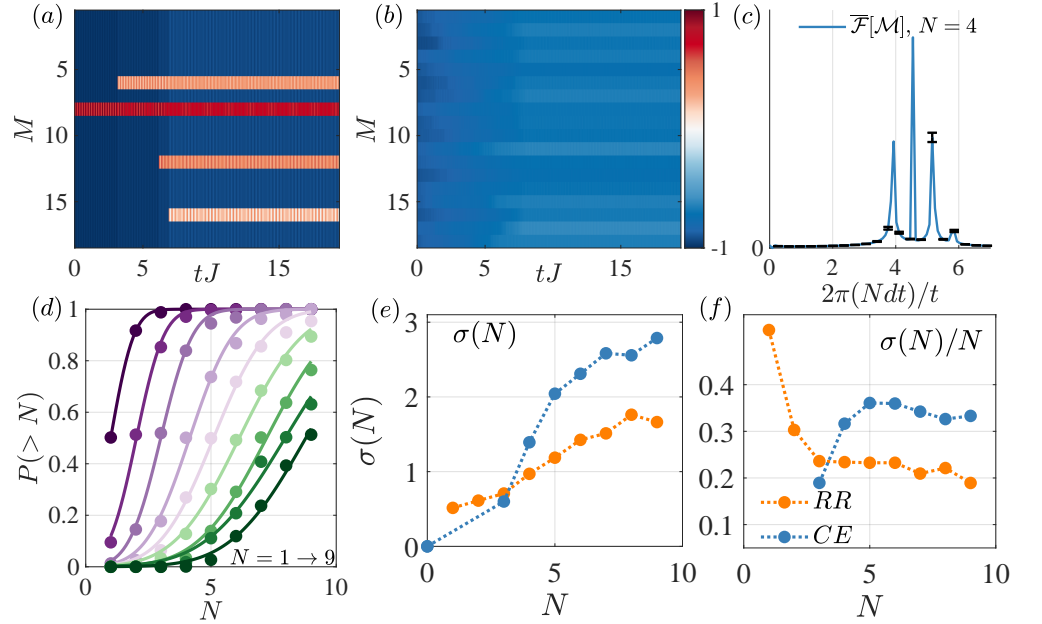 (a)
5
10
15
M
0
5
15
tJ
(b)
5
10
15
M
0
5
15
tJ
1
0
-1
(c)
𝓕̅[𝓜], N = 4
0
0
2
4
6
2π(Ndt)/t
(d)
1
0.8
0.6
0.4
0.2
0
P(> N)
N = 1 → 9
0
5
10
N
(e)
σ(N)
3
2
1
0
σ(N)
0
5
10
N
(f)
σ(N)/N
0.4
0.3
0.2
0.1
RR
CE
0
5
10
N